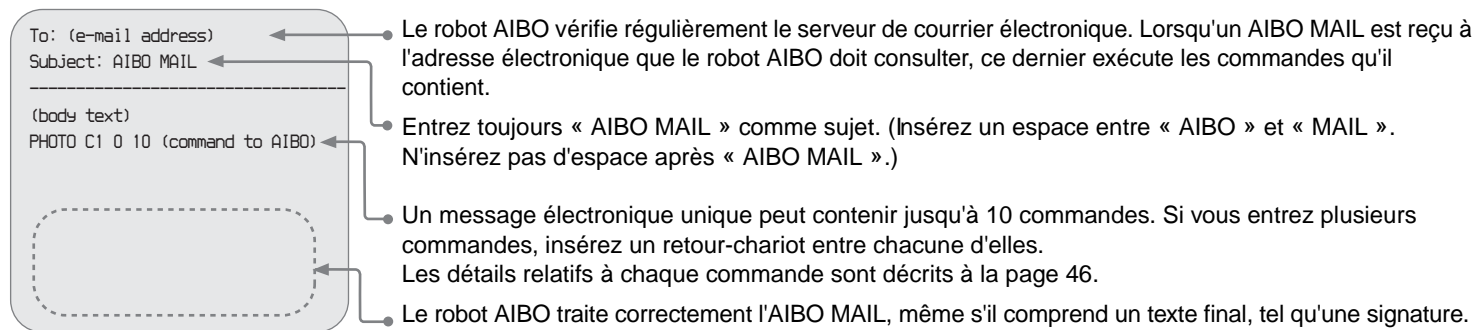 To: (e-mail address)
Subject: AIBO MAIL
-----------------------------------
(body text)
PHOTO C1 0 10 (command to AIBO)
Le robot AIBO vérifie régulièrement le serveur de courrier électronique. Lorsqu'un AIBO MAIL est reçu à
l'adresse électronique que le robot AIBO doit consulter, ce dernier exécute les commandes qu'il
contient.
Entrez toujours « AIBO MAIL » comme sujet. (Insérez un espace entre « AIBO » et « MAIL ».
N'insérez pas d'espace après « AIBO MAIL ».)
Un message électronique unique peut contenir jusqu'à 10 commandes. Si vous entrez plusieurs
commandes, insérez un retour-chariot entre chacune d'elles.
Les détails relatifs à chaque commande sont décrits à la page 46.
Le robot AIBO traite correctement l'AIBO MAIL, même s'il comprend un texte final, tel qu'une signature.